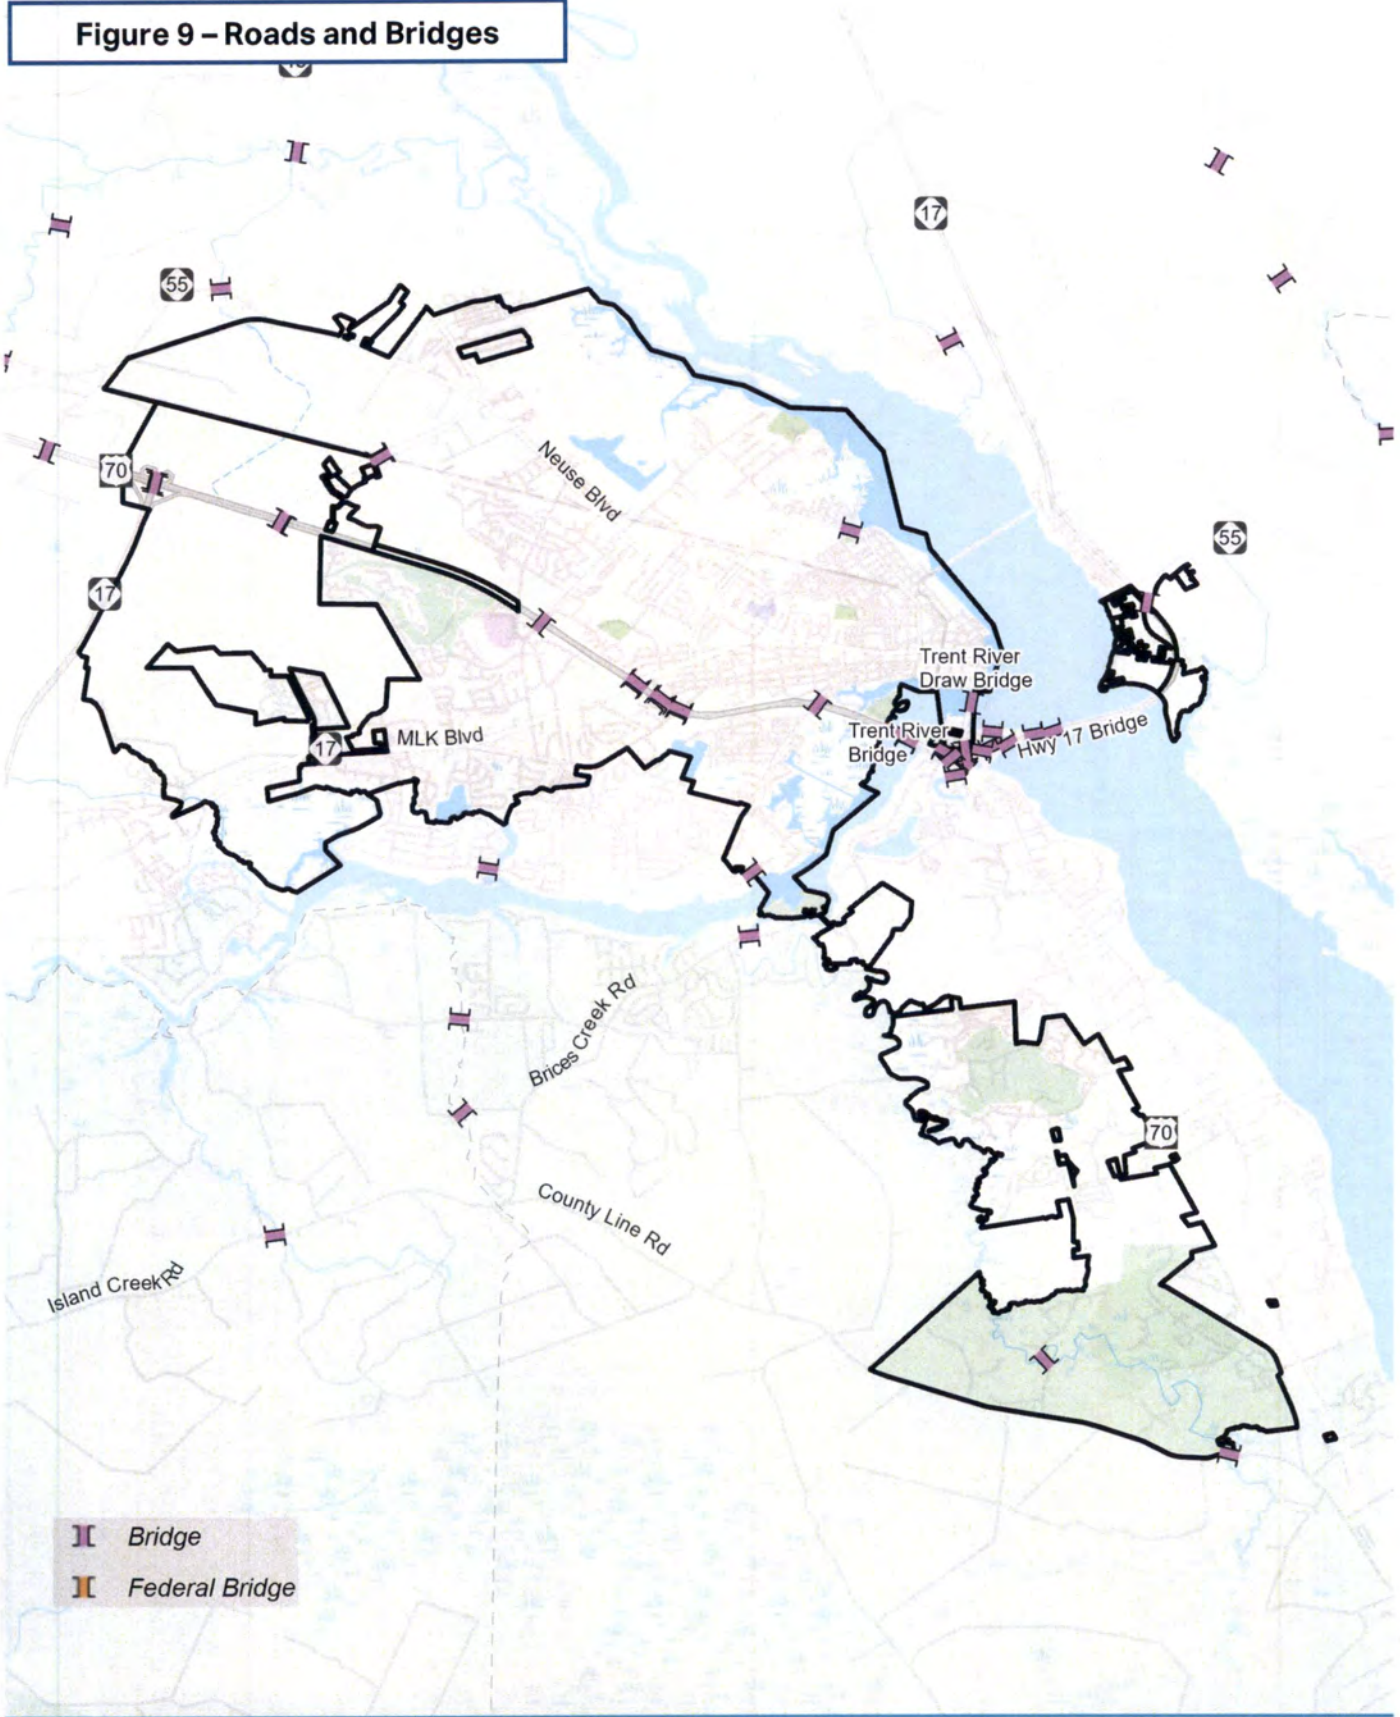 Figure 9 – Roads and Bridges
17
55
70
Neuse Blvd
55
17
Trent River
Draw Bridge
Trent River
Bridge
Hwy 17 Bridge
17
MLK Blvd
Brices Creek Rd
70
County Line Rd
Island Creek Rd
Bridge
Federal Bridge